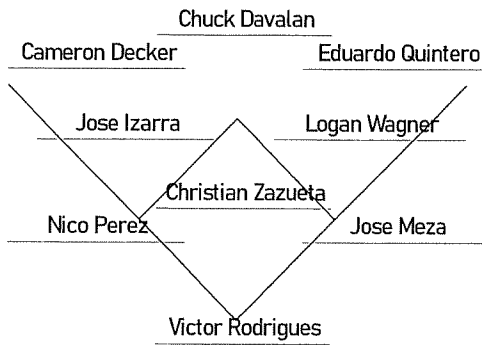 Chuck Davalan
Cameron Decker
Eduardo Quintero
Jose Izarra
Logan Wagner
Christian Zazueta
Nico Perez
Jose Meza
Victor Rodrigues